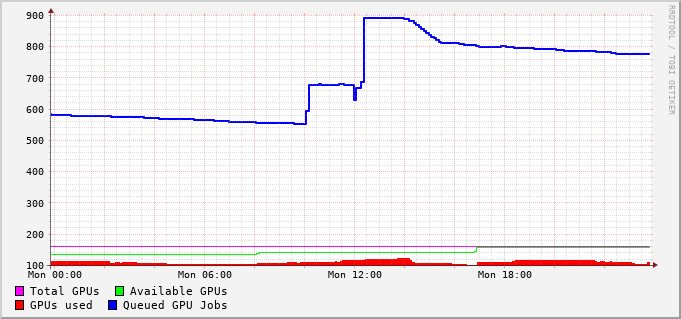 900
800
700
600
500
400
300
200
100
Mon 00:00 Mon 06:00 Mon 12:00 Mon 18:00
Total GPUs Available GPUs
GPUs used Queued GPU Jobs
RRDTOOL / TOBI OETIKER